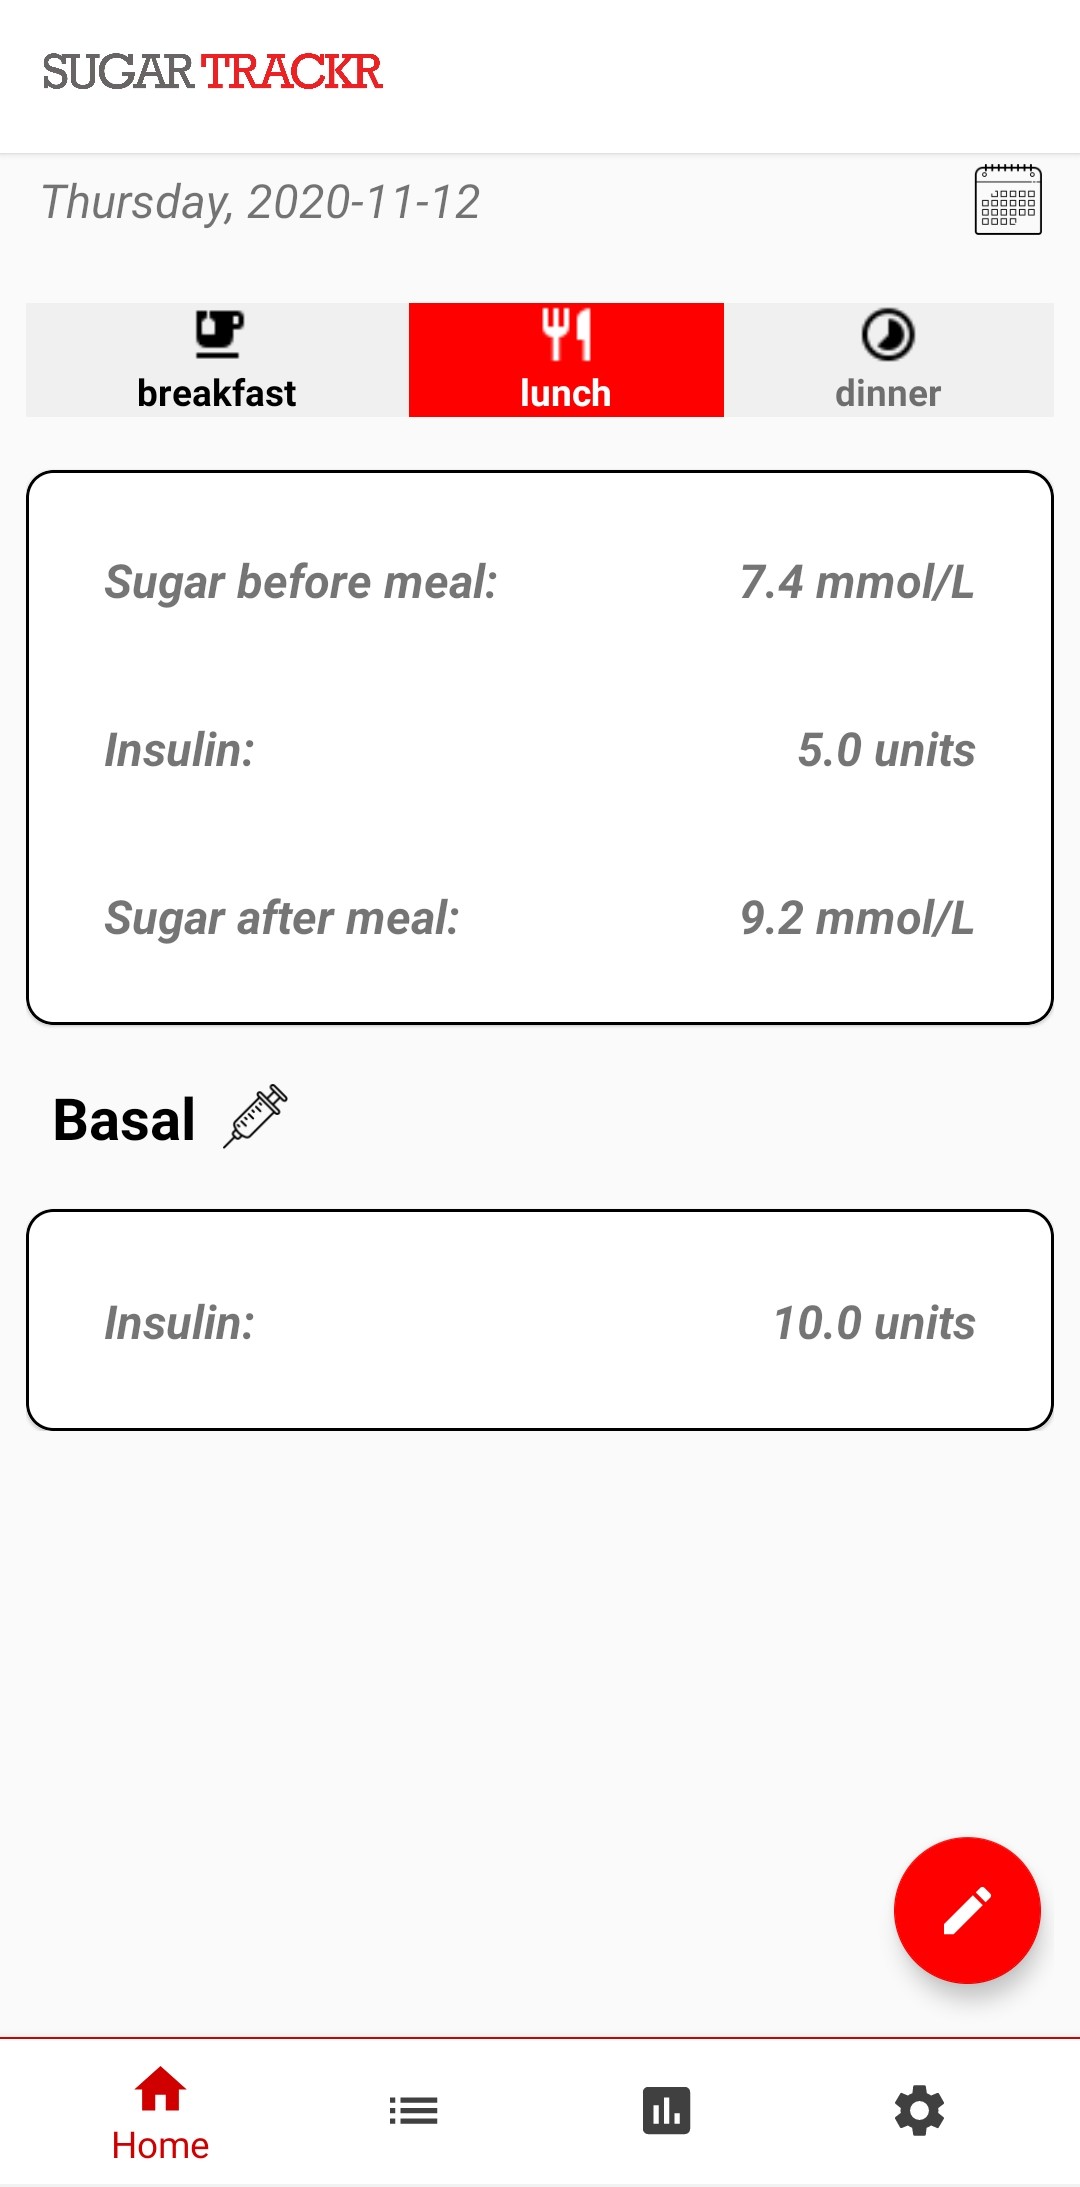 SUGAR TRACKR
Thursday, 2020-11-12
breakfast
lunch
dinner
Sugar before meal: 7.4 mmol/L
Insulin: 5.0 units
Sugar after meal: 9.2 mmol/L
Basal
Insulin: 10.0 units
Home